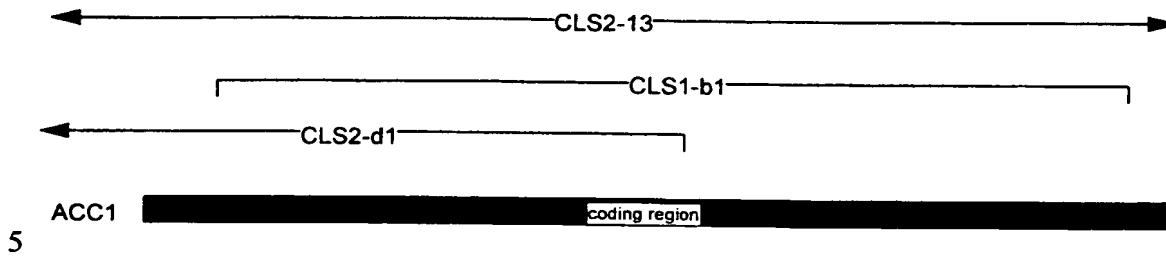 CLS2-13
CLS1-b1
CLS2-d1
ACC1 coding region
5